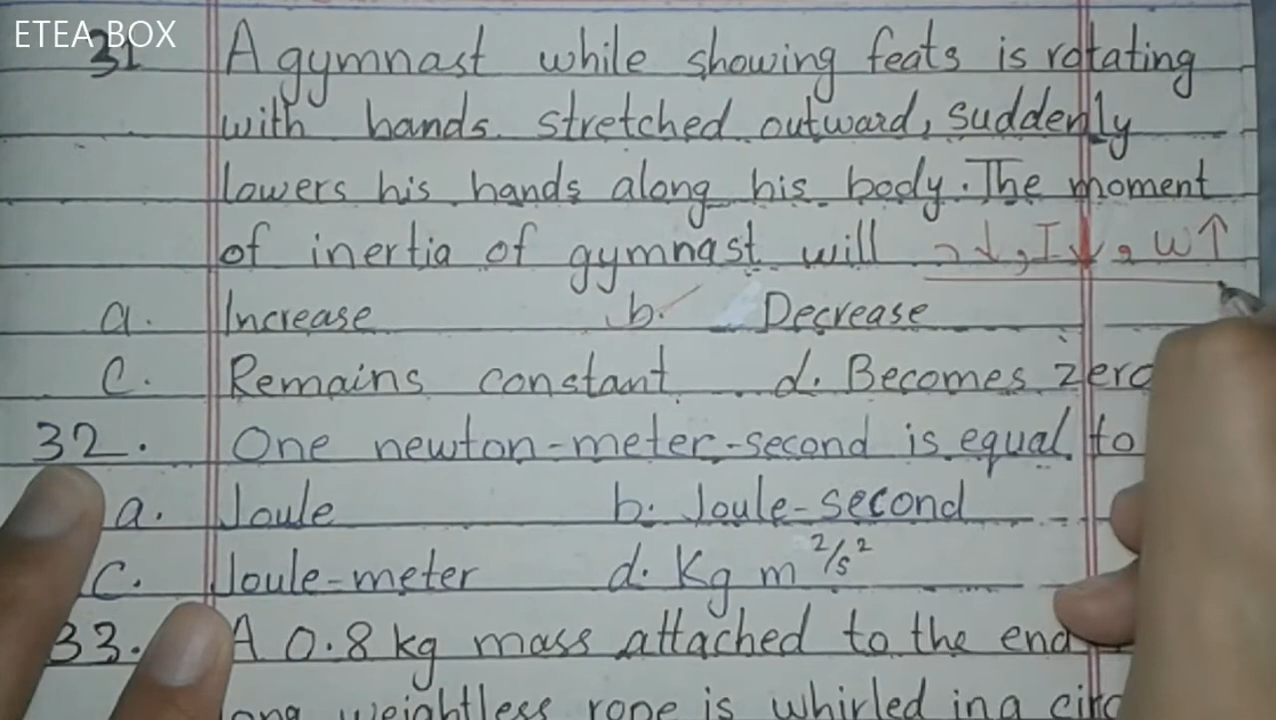 ETEA BOX
31 A gymnast while showing feats is rotating
with hands stretched outward, suddenly
lowers his hands along his body. The moment
of inertia of gymnast will r↓, I↓, ω↑
a. Increase b. Decrease
c. Remains constant d. Becomes zero
32. One newton-meter-second is equal to
a. Joule b. Joule-second
c. Joule-meter d. Kg m²/s²
33. A 0.8 kg mass attached to the end
long weightless rope is whirled in a